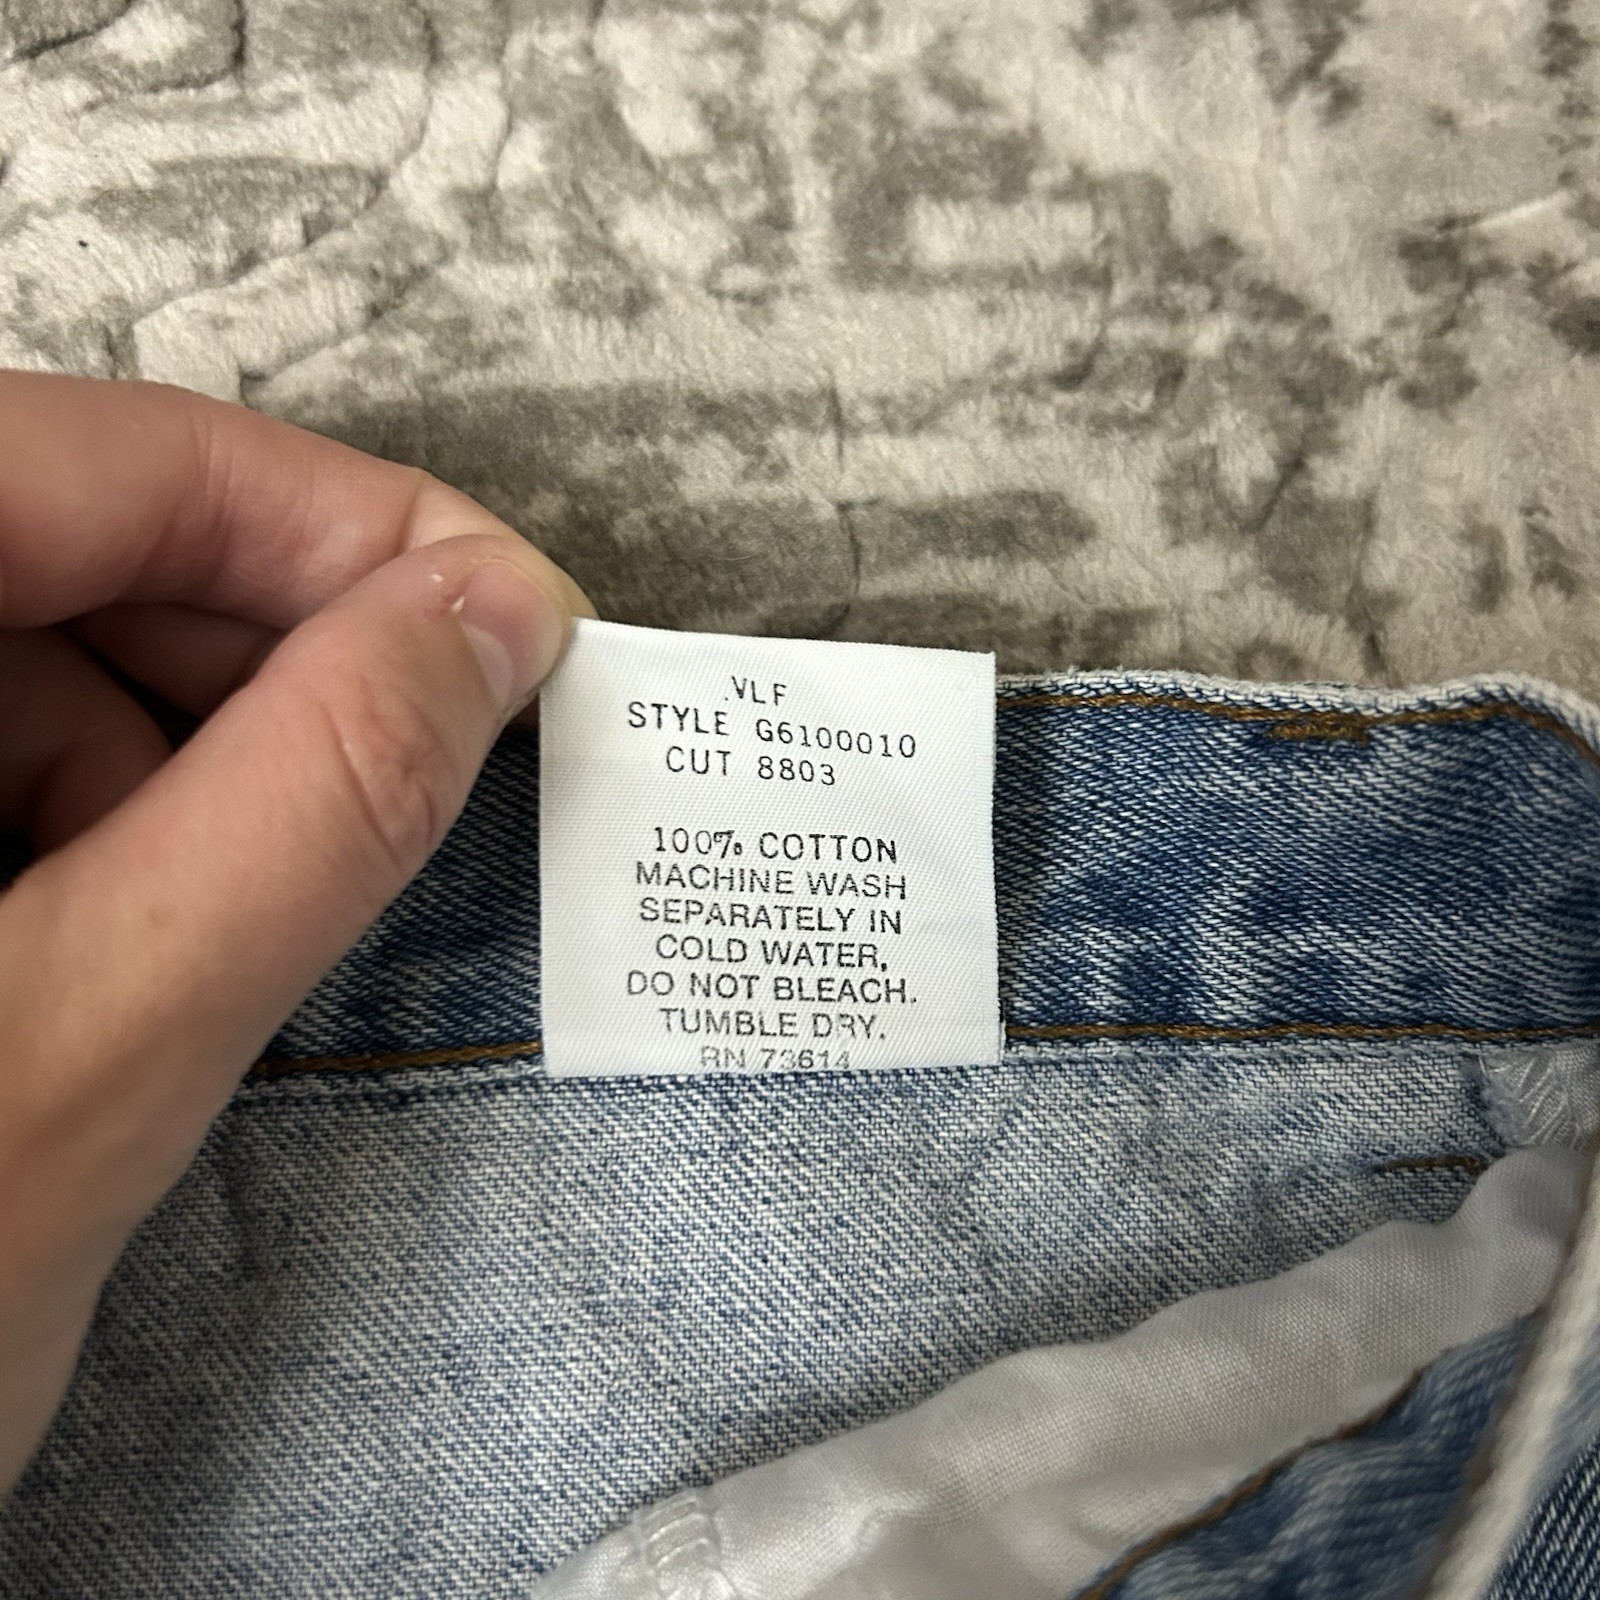 VLF
STYLE G6100010
CUT 8803
100% COTTON
MACHINE WASH
SEPARATELY IN
COLD WATER,
DO NOT BLEACH.
TUMBLE DRY.
RN 73614